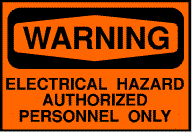 WARNING
ELECTRICAL HAZARD
AUTHORIZED
PERSONNEL ONLY